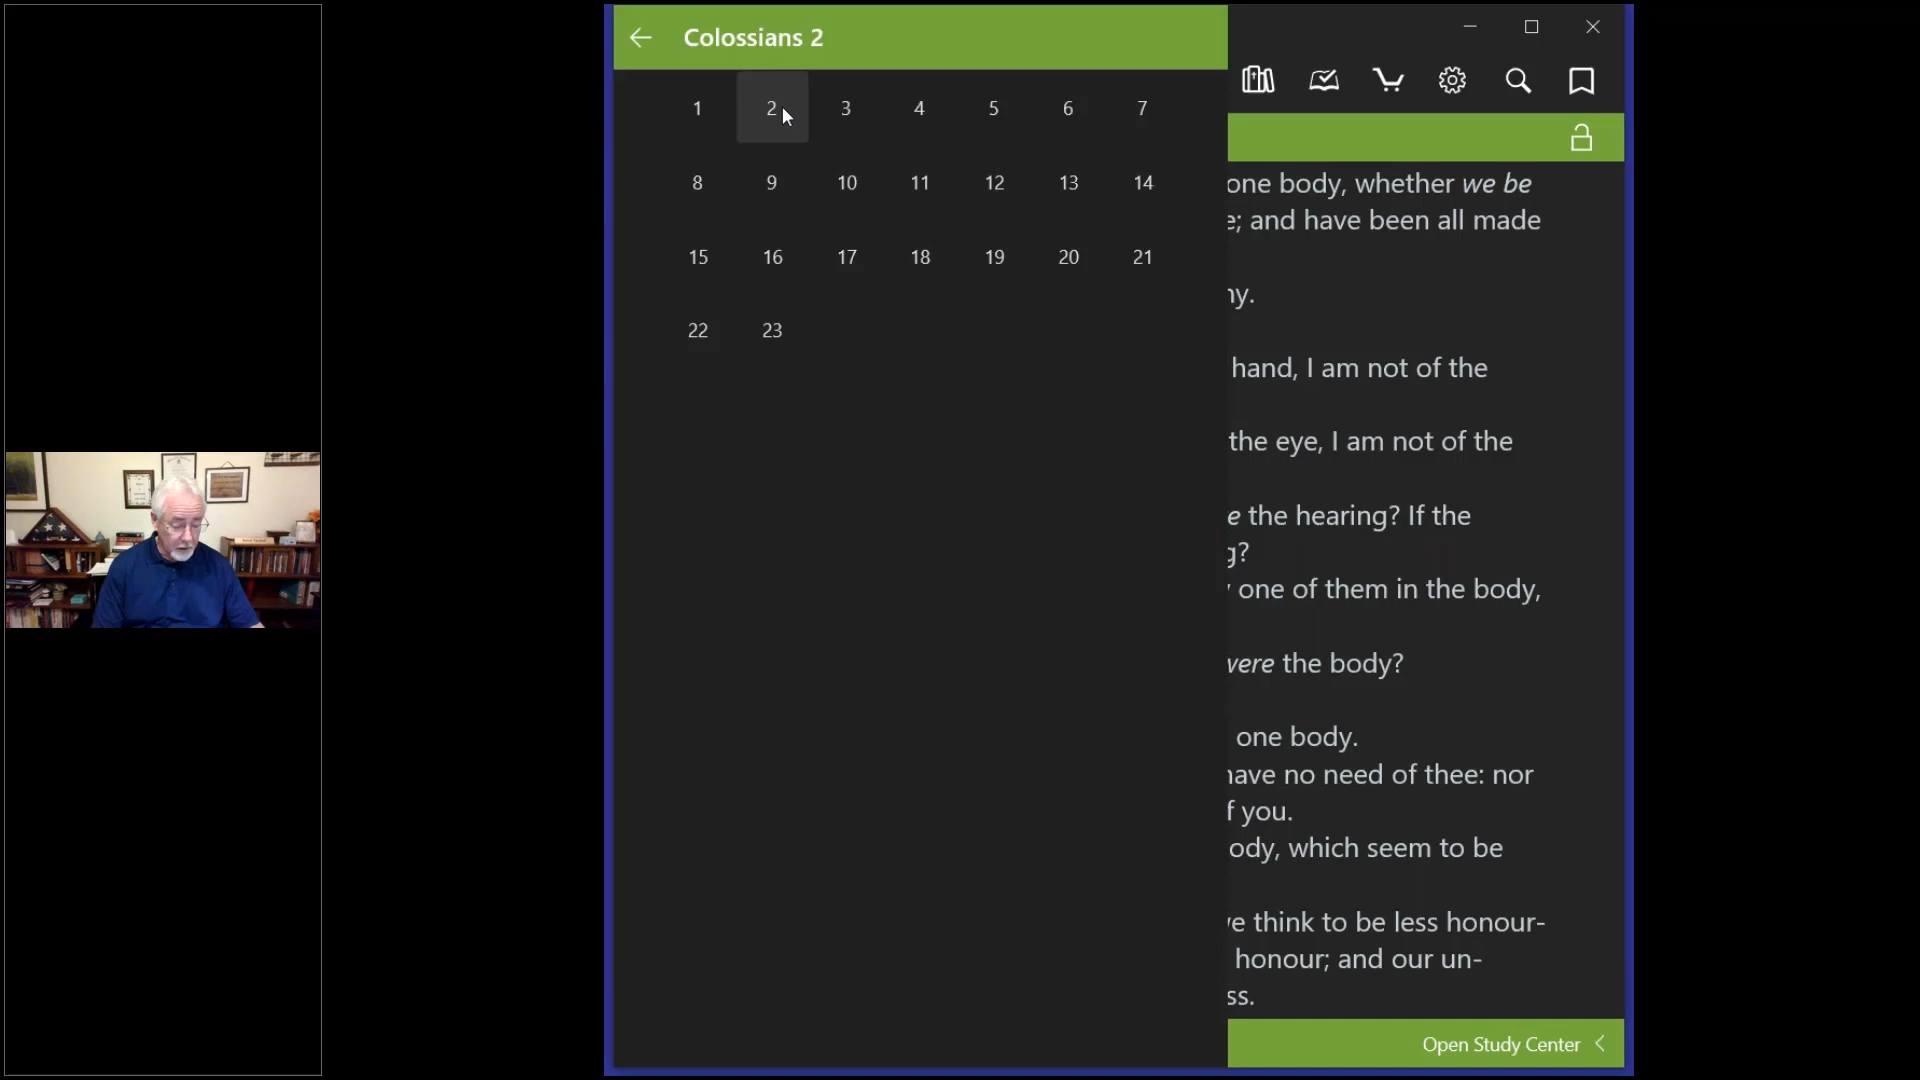 Colossians 2
1 2 3 4 5 6 7
8 9 10 11 12 13 14
15 16 17 18 19 20 21
22 23
one body, whether we be
; and have been all made
hand, I am not of the
the eye, I am not of the
the hearing? If the
one of them in the body,
the body?
one body.
have no need of thee: nor
you.
which seem to be
think to be less honour-
honour; and our un-
Open Study Center